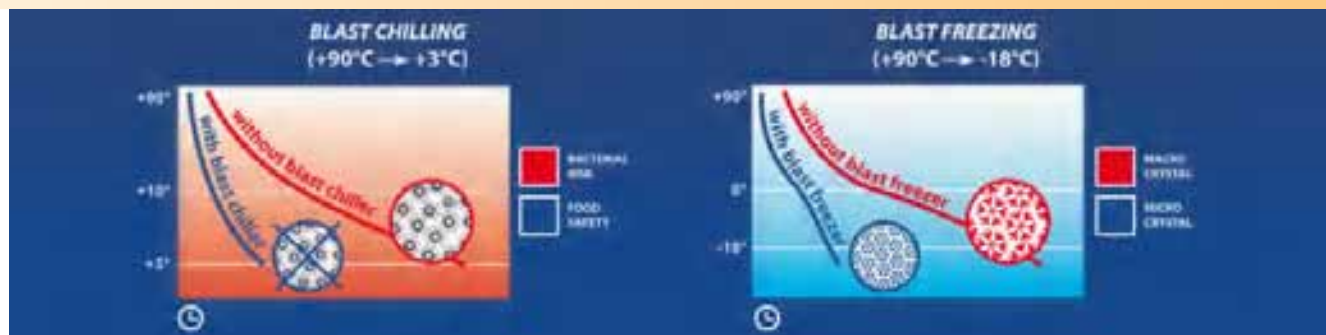 BLAST CHILLING
(+90°C → +3°C)
+90°
+10°
+3°
with blast chiller
without blast chiller
BACTERIAL
RISK
FOOD
SAFETY
BLAST FREEZING
(+90°C → -18°C)
+90°
0°
-18°
with blast freezer
without blast freezer
MACRO
CRYSTAL
MICRO
CRYSTAL